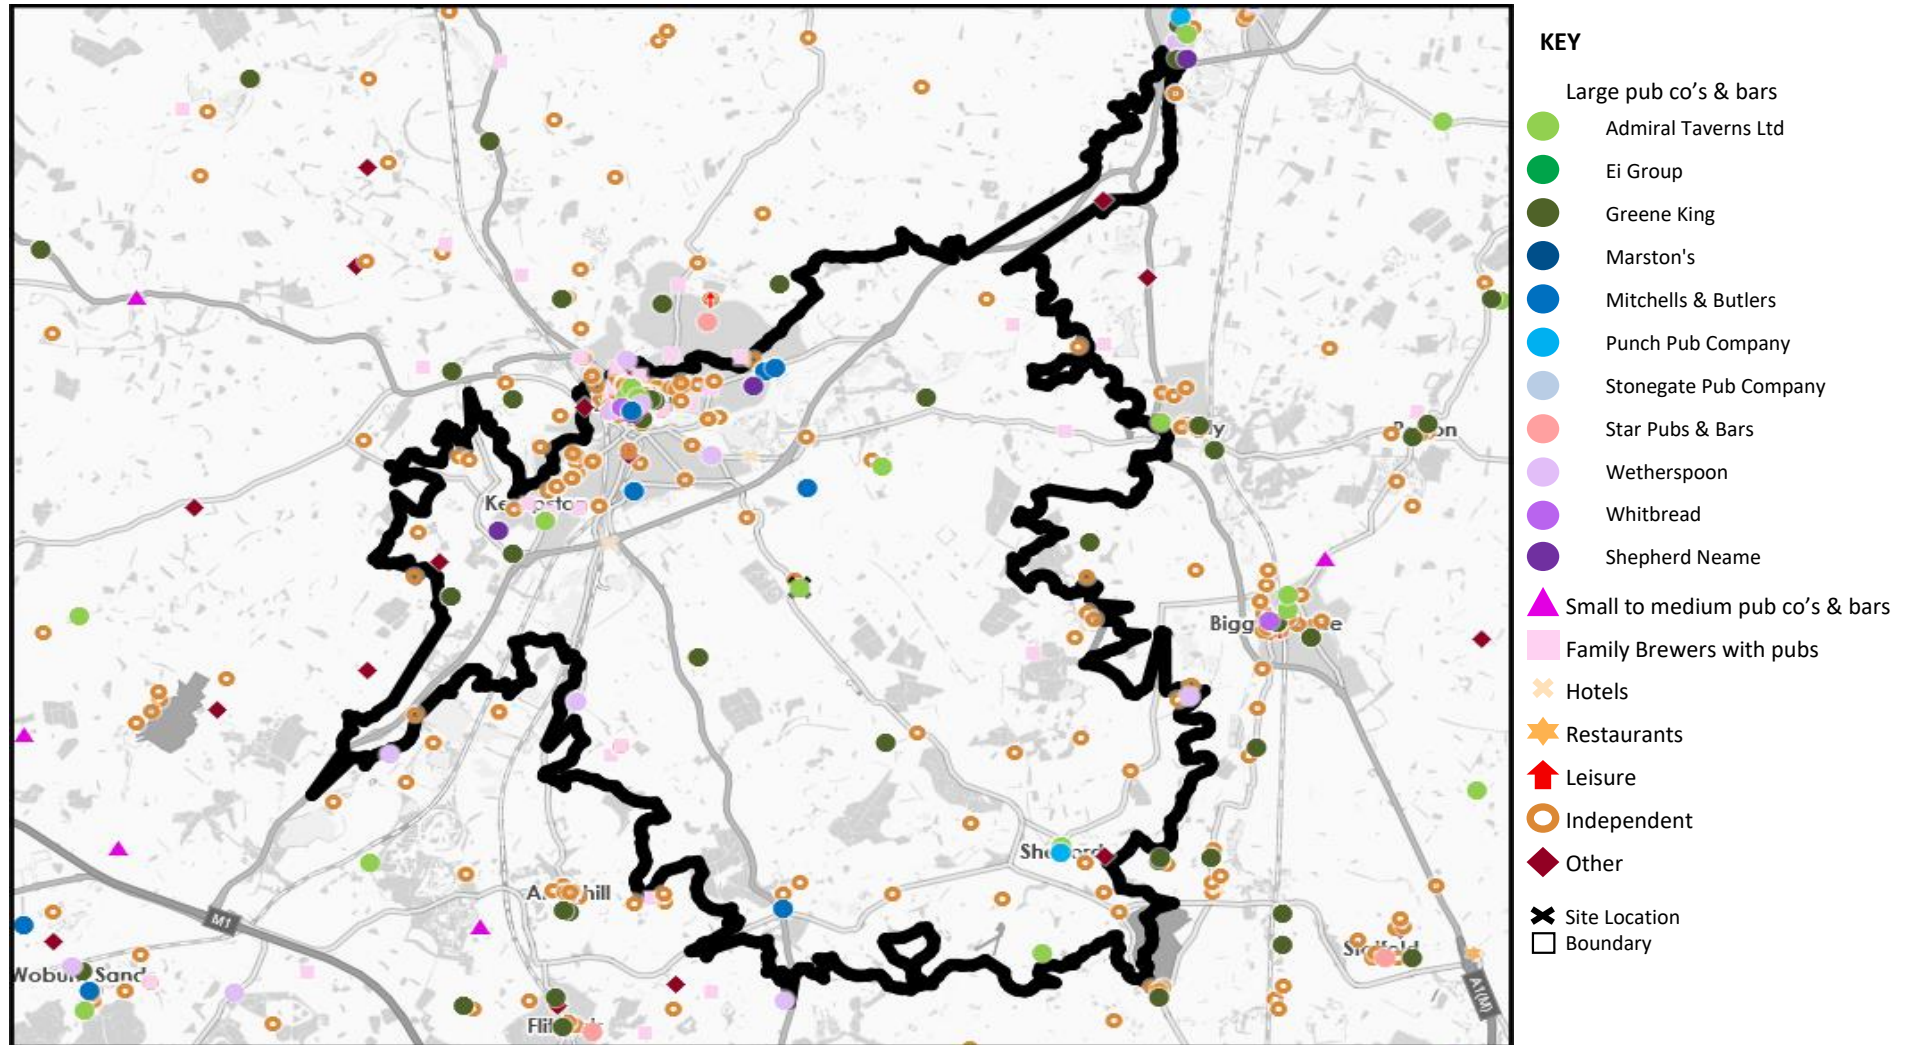 KEY
Large pub co's & bars
Admiral Taverns Ltd
Ei Group
Greene King
Marston's
Mitchells & Butlers
Punch Pub Company
Stonegate Pub Company
Star Pubs & Bars
Wetherspoon
Whitbread
Shepherd Neame
Small to medium pub co's & bars
Family Brewers with pubs
Hotels
Restaurants
Leisure
Independent
Other
Site Location
Boundary
M1
A1(M)